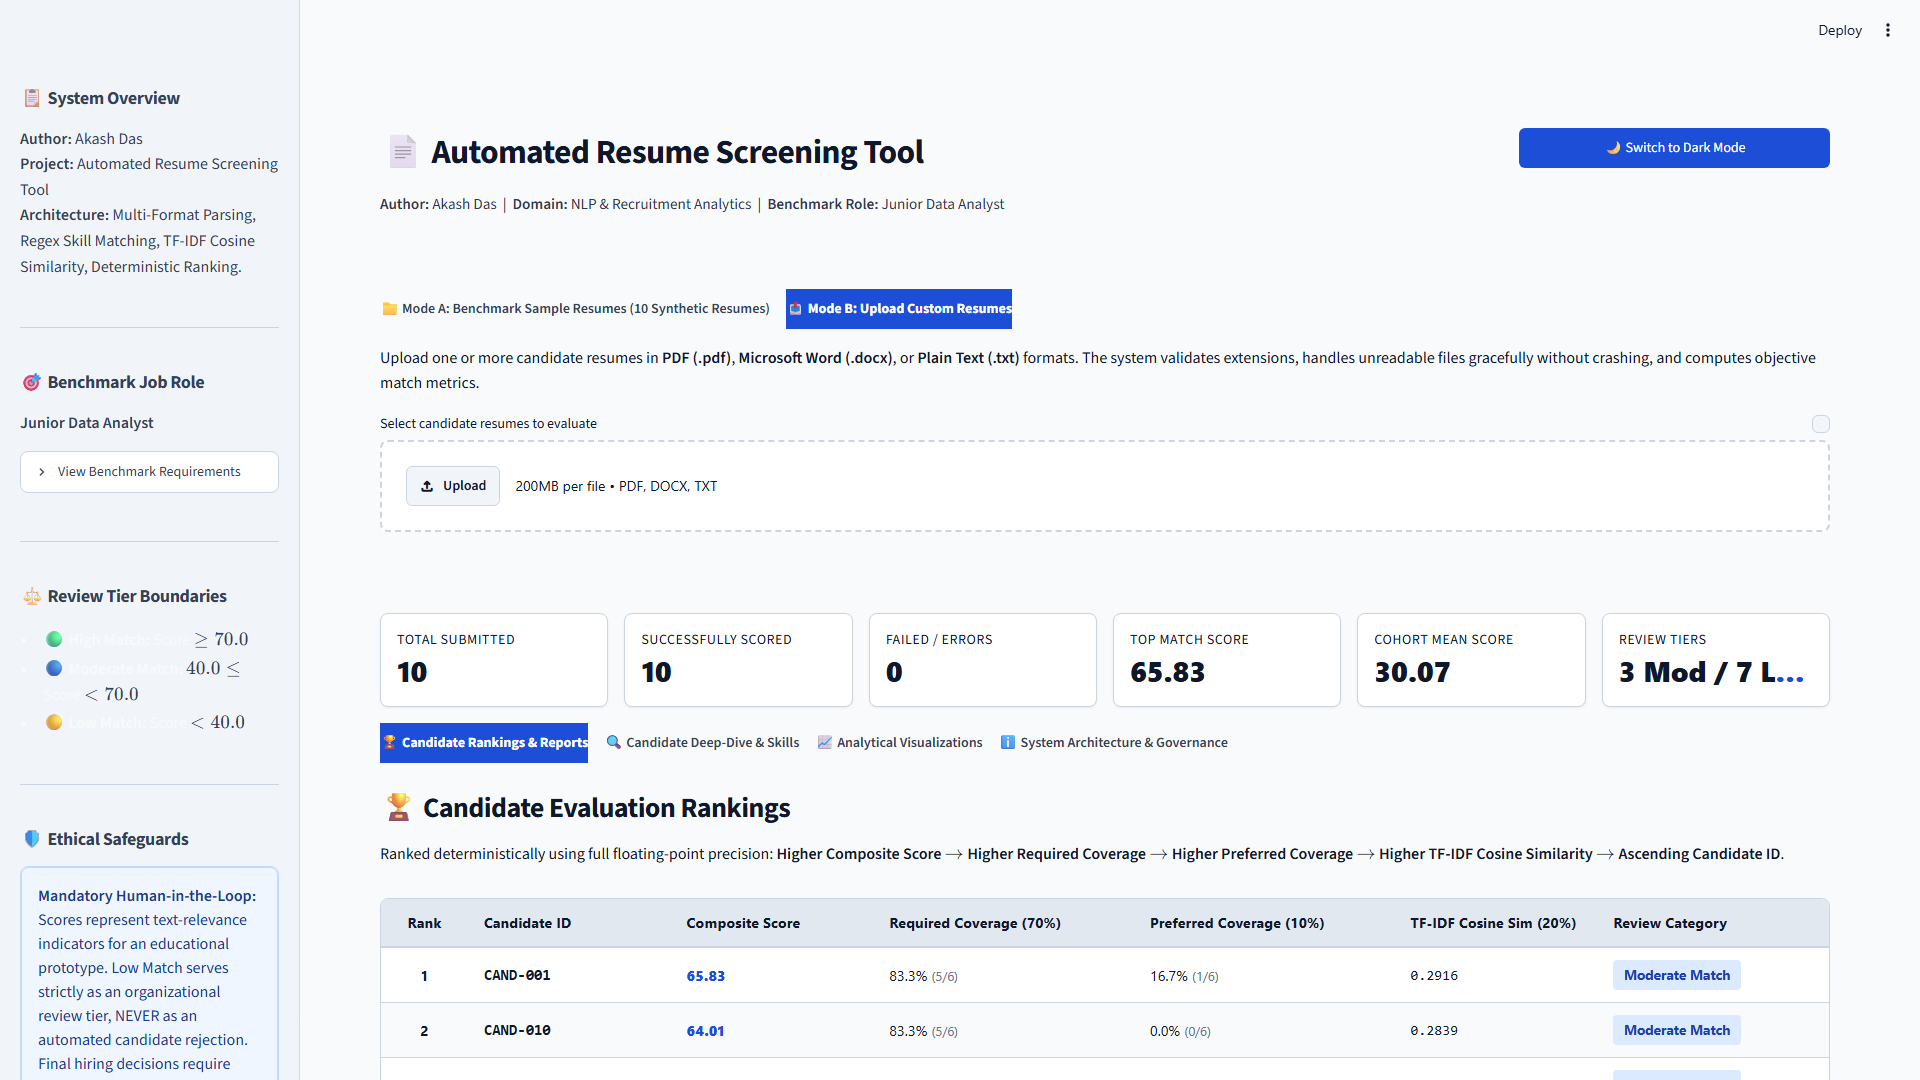 Deploy
System Overview
Author: Akash Das
Project: Automated Resume Screening
Tool
Architecture: Multi-Format Parsing,
Regex Skill Matching, TF-IDF Cosine
Similarity, Deterministic Ranking.
Benchmark Job Role
Junior Data Analyst
View Benchmark Requirements
Review Tier Boundaries
High Match: Score ≥ 70.0
Moderate Match: 40.0 ≤
Score < 70.0
Low Match: Score < 40.0
Ethical Safeguards
Mandatory Human-in-the-Loop:
Scores represent text-relevance
indicators for an educational
prototype. Low Match serves
strictly as an organizational
review tier, NEVER as an
automated candidate rejection.
Final hiring decisions require
Automated Resume Screening Tool
Switch to Dark Mode
Author: Akash Das | Domain: NLP & Recruitment Analytics | Benchmark Role: Junior Data Analyst
Mode A: Benchmark Sample Resumes (10 Synthetic Resumes) Mode B: Upload Custom Resumes
Upload one or more candidate resumes in PDF (.pdf), Microsoft Word (.docx), or Plain Text (.txt) formats. The system validates extensions, handles unreadable files gracefully without crashing, and computes objective
match metrics.
Select candidate resumes to evaluate
Upload 200MB per file • PDF, DOCX, TXT
TOTAL SUBMITTED
10
SUCCESSFULLY SCORED
10
FAILED / ERRORS
0
TOP MATCH SCORE
65.83
COHORT MEAN SCORE
30.07
REVIEW TIERS
3 Mod / 7 L...
Candidate Rankings & Reports Candidate Deep-Dive & Skills Analytical Visualizations System Architecture & Governance
Candidate Evaluation Rankings
Ranked deterministically using full floating-point precision: Higher Composite Score → Higher Required Coverage → Higher Preferred Coverage → Higher TF-IDF Cosine Similarity → Ascending Candidate ID.
Rank Candidate ID Composite Score Required Coverage (70%) Preferred Coverage (10%) TF-IDF Cosine Sim (20%) Review Category
1 CAND-001 65.83 83.3% (5/6) 16.7% (1/6) 0.2916 Moderate Match
2 CAND-010 64.01 83.3% (5/6) 0.0% (0/6) 0.2839 Moderate Match